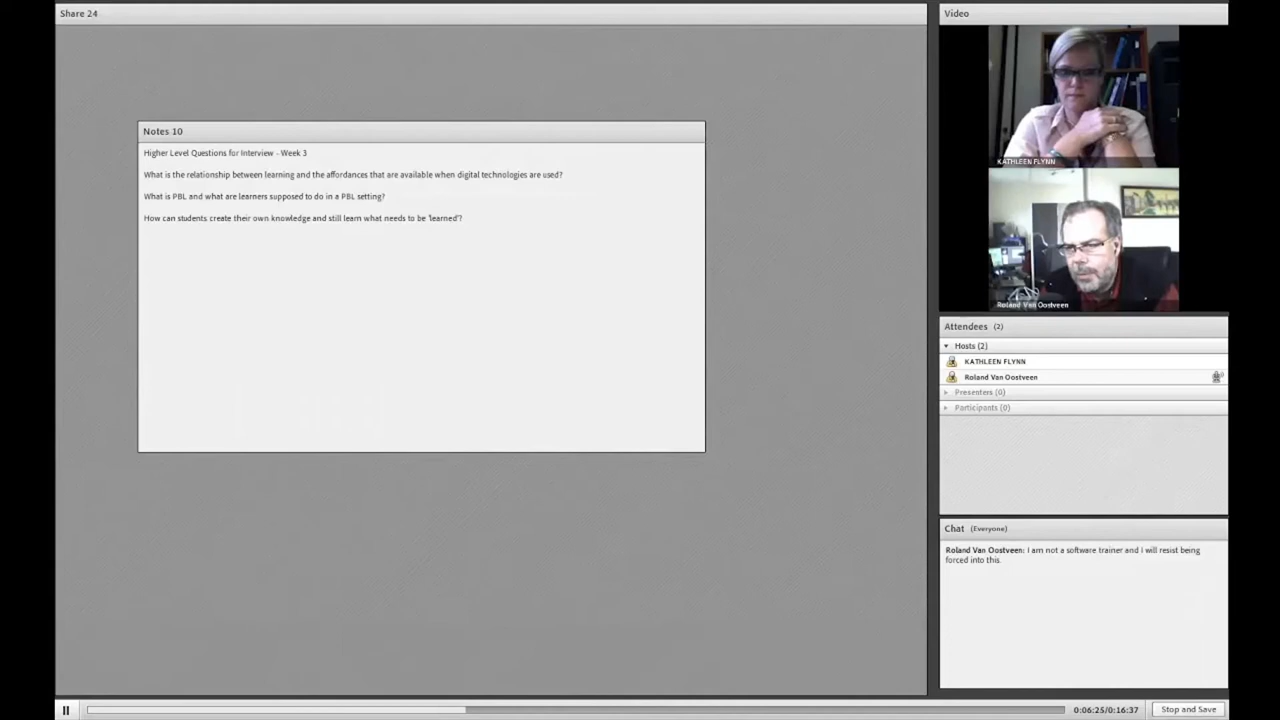 Share 24
Notes 10
Higher Level Questions for Interview - Week 3
What is the relationship between learning and the affordances that are available when digital technologies are used?
What is PBL and what are learners supposed to do in a PBL setting?
How can students create their own knowledge and still learn what needs to be 'learned'?
Video
KATHLEEN FLYNN
Roland Van Oostveen
Attendees (2)
Hosts (2)
KATHLEEN FLYNN
Roland Van Oostveen
Presenters (0)
Participants (0)
Chat (Everyone)
Roland Van Oostveen: I am not a software trainer and I will resist being
forced into this.
0:06:25/0:16:37
Stop and Save